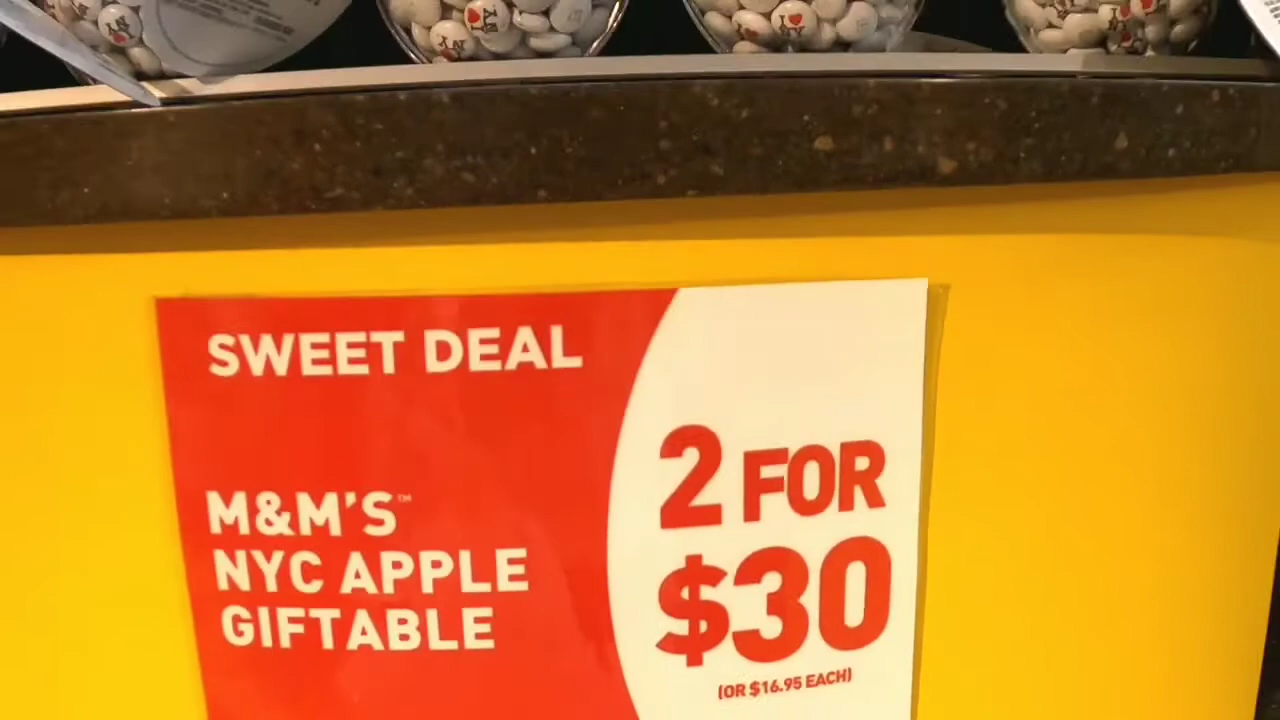 SWEET DEAL
M&M'S™
NYC APPLE
GIFTABLE
2 FOR
$30
(OR $16.95 EACH)